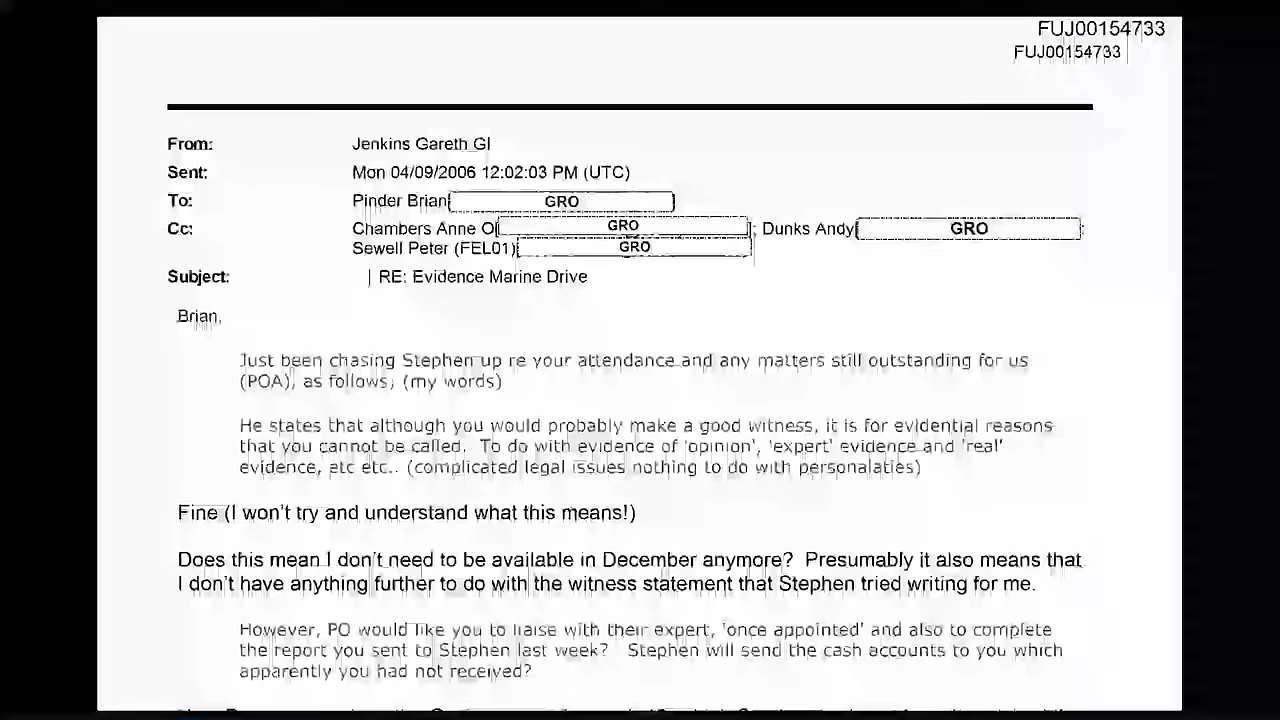 FUJ00154733
FUJ00154733
From: Jenkins Gareth GI
Sent: Mon 04/09/2006 12:02:03 PM (UTC)
To: Pinder Brian GRO
Cc: Chambers Anne O GRO ; Dunks Andy GRO ;
Sewell Peter (FEL01) GRO
Subject: RE: Evidence Marine Drive
Brian,
Just been chasing Stephen up re your attendance and any matters still outstanding for us
(POA), as follows, (my words)
He states that although you would probably make a good witness, it is for evidential reasons
that you cannot be called. To do with evidence of 'opinion', 'expert' evidence and 'real'
evidence, etc etc.. (complicated legal issues nothing to do with personalaties)
Fine (I won't try and understand what this means!)
Does this mean I don't need to be available in December anymore? Presumably it also means that
I don't have anything further to do with the witness statement that Stephen tried writing for me.
However, PO would like you to liaise with their expert, 'once appointed' and also to complete
the report you sent to Stephen last week? Stephen will send the cash accounts to you which
apparently you had not received?